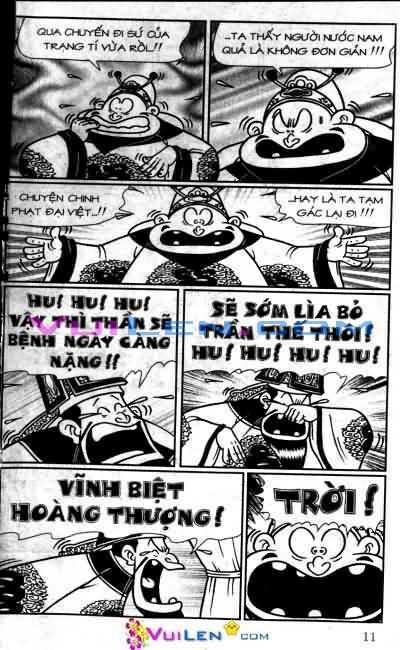 QUA CHUYẾN ĐI SỨ CỦA
TRẠNG TÍ VỪA RỒI..!!
..TA THẤY NGƯỜI NƯỚC NAM
QUẢ LÀ KHÔNG ĐƠN GIẢN !!!
CHUYỆN CHINH
PHẠT ĐẠI VIỆT..!!
..HAY LÀ TA TẠM
GÁC LẠI ĐI !!!
HU! HU! HU!
VẬY THÌ THẦN SẼ
BỆNH NGÀY CÀNG
NẶNG!!
SẼ SỚM LÌA BỎ
TRẦN THẾ THÔI!
HU! HU! HU! HU!
VUILEN.COM
VĨNH BIỆT
HOÀNG THƯỢNG!
TRỜI!
VUILEN.COM
11